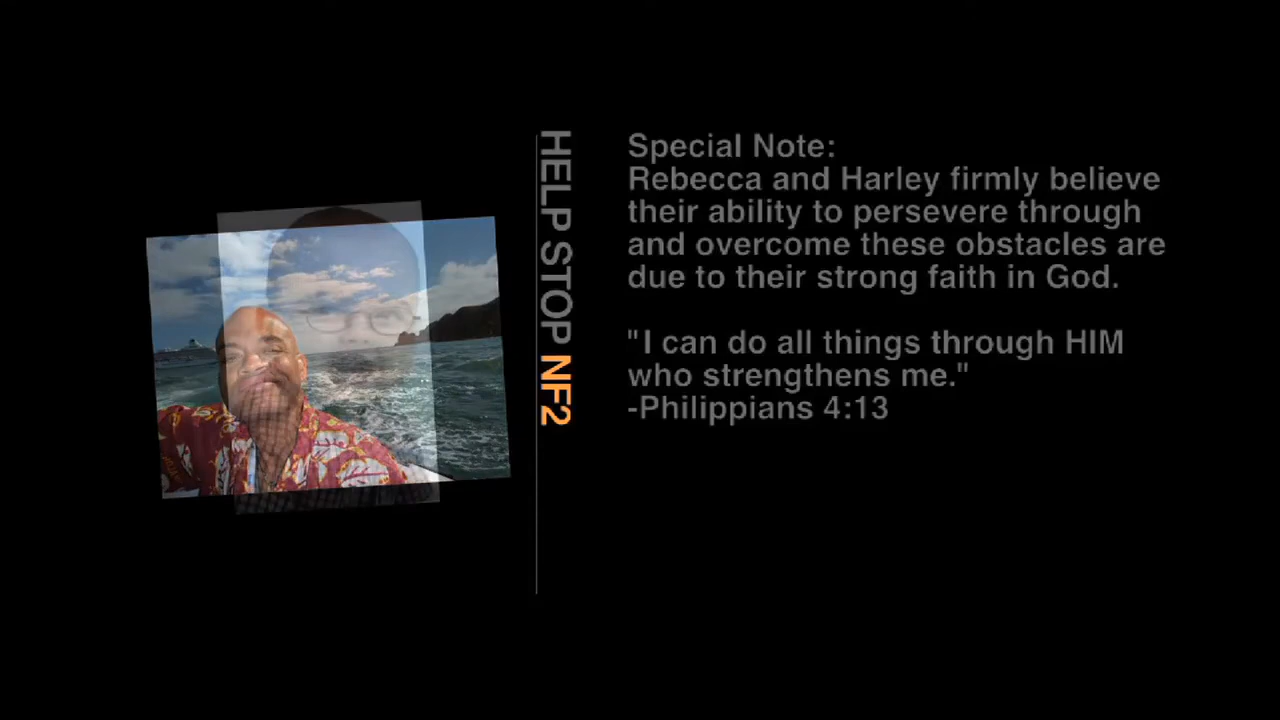 HELP STOP NF2
Special Note:
Rebecca and Harley firmly believe
their ability to persevere through
and overcome these obstacles are
due to their strong faith in God.
"I can do all things through HIM
who strengthens me."
-Philippians 4:13